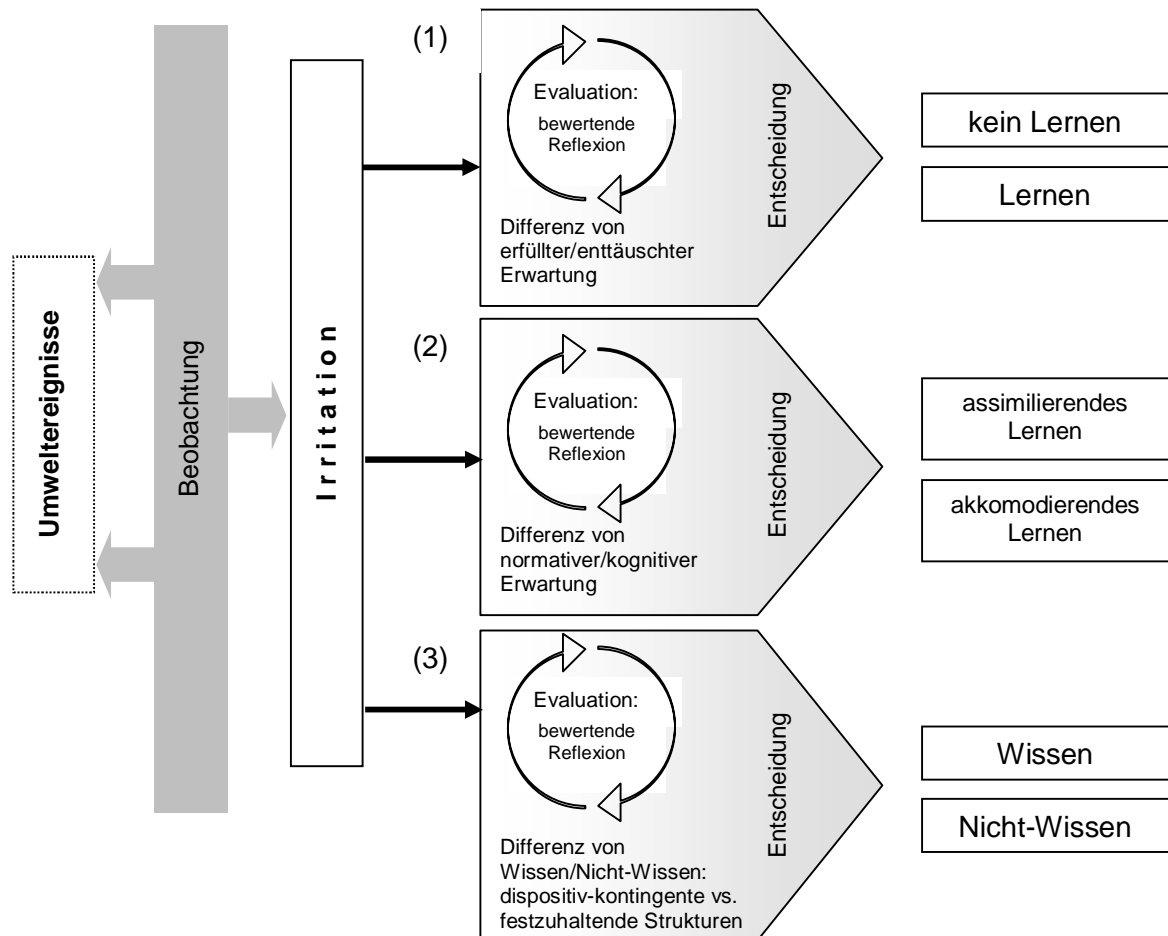 Umweltereignisse
Beobachtung
Irritation
(1)
Evaluation:
bewertende
Reflexion
Differenz von
erfüllter/enttäuschter
Erwartung
Entscheidung
kein Lernen
Lernen
(2)
Evaluation:
bewertende
Reflexion
Differenz von
normativer/kognitiver
Erwartung
Entscheidung
assimilierendes
Lernen
akkomodierendes
Lernen
(3)
Evaluation:
bewertende
Reflexion
Differenz von
Wissen/Nicht-Wissen:
dispositiv-kontingente vs.
festzuhaltende Strukturen
Entscheidung
Wissen
Nicht-Wissen